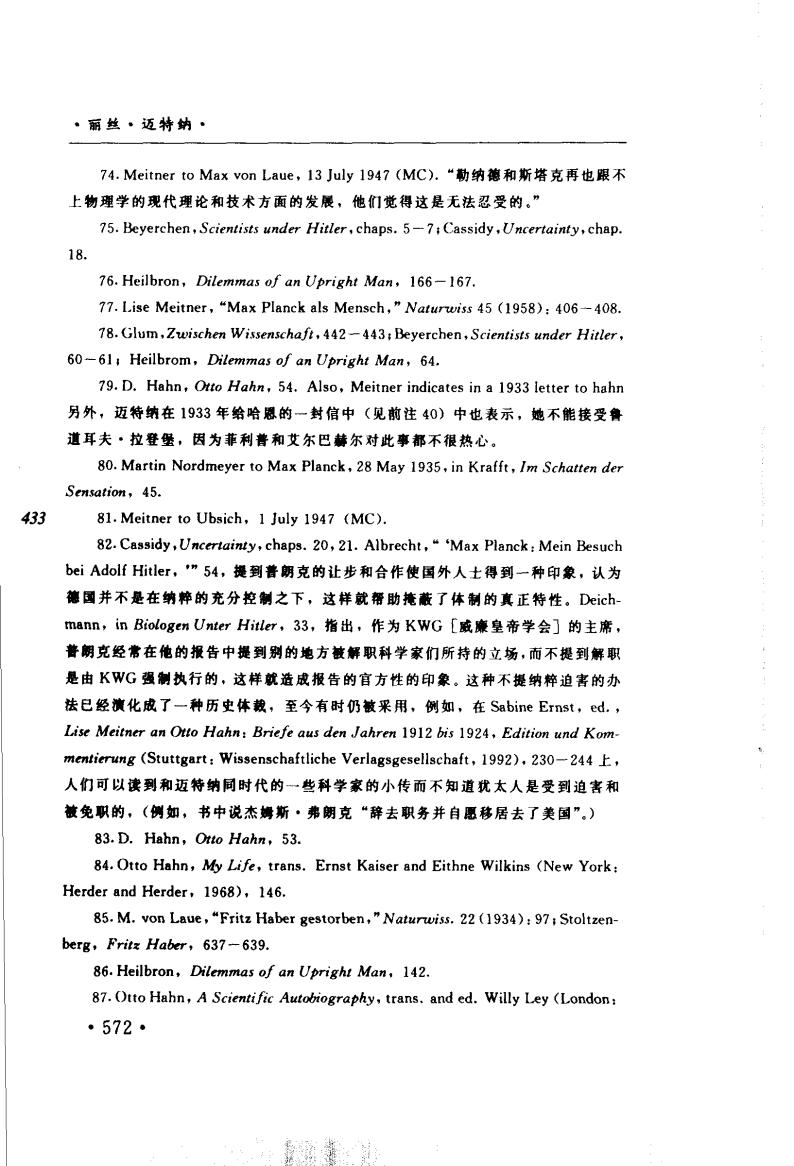 ·丽丝·迈特纳·
74. Meitner to Max von Laue, 13 July 1947 (MC). “勒纳德和斯塔克再也跟不
上物理学的现代理论和技术方面的发展，他们觉得这是无法忍受的。”
75. Beyerchen, Scientists under Hitler, chaps. 5－7; Cassidy, Uncertainty, chap.
18.
76. Heilbron, Dilemmas of an Upright Man, 166－167.
77. Lise Meitner, “Max Planck als Mensch,” Naturwiss 45 (1958): 406－408.
78. Glum, Zwischen Wissenschaft, 442－443; Beyerchen, Scientists under Hitler,
60－61; Heilbrom, Dilemmas of an Upright Man, 64.
79. D. Hahn, Otto Hahn, 54. Also, Meitner indicates in a 1933 letter to hahn
另外，迈特纳在 1933 年给哈恩的一封信中（见前注 40）中也表示，她不能接受鲁
道耳夫·拉登堡，因为菲利普和艾尔巴赫尔对此事都不很热心。
80. Martin Nordmeyer to Max Planck, 28 May 1935, in Krafft, Im Schatten der
Sensation, 45.
433
81. Meitner to Ubsich, 1 July 1947 (MC).
82. Cassidy, Uncertainty, chaps. 20, 21. Albrecht, “ ‘Max Planck: Mein Besuch
bei Adolf Hitler, ’” 54, 提到普朗克的让步和合作使国外人士得到一种印象，认为
德国并不是在纳粹的充分控制之下，这样就帮助掩蔽了体制的真正特性。Deich-
mann, in Biologen Unter Hitler, 33, 指出，作为 KWG [威廉皇帝学会] 的主席，
普朗克经常在他的报告中提到别的地方被解职科学家们所持的立场，而不提到解职
是由 KWG 强制执行的，这样就造成报告的官方性的印象。这种不提纳粹迫害的办
法已经演化成了一种历史体裁，至今有时仍被采用，例如，在 Sabine Ernst, ed. ,
Lise Meitner an Otto Hahn: Briefe aus den Jahren 1912 bis 1924, Edition und Kom-
mentierung (Stuttgart: Wissenschaftliche Verlagsgesellschaft, 1992), 230－244 上，
人们可以读到和迈特纳同时代的一些科学家的小传而不知道犹太人是受到迫害和
被免职的，（例如，书中说杰姆斯·弗朗克“辞去职务并自愿移居去了美国”。）
83. D. Hahn, Otto Hahn, 53.
84. Otto Hahn, My Life, trans. Ernst Kaiser and Eithne Wilkins (New York:
Herder and Herder, 1968), 146.
85. M. von Laue, “Fritz Haber gestorben,” Naturwiss. 22 (1934): 97; Stoltzen-
berg, Fritz Haber, 637－639.
86. Heilbron, Dilemmas of an Upright Man, 142.
87. Otto Hahn, A Scientific Autobiography, trans. and ed. Willy Ley (London:
·572·